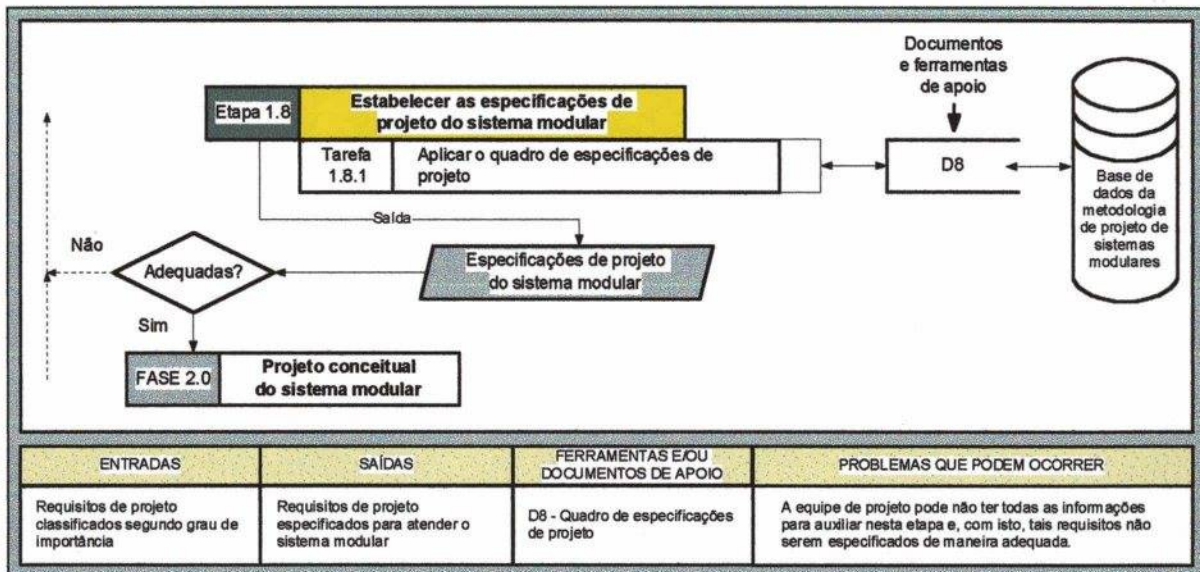 Documentos
e ferramentas
de apoio
Etapa 1.8
Estabelecer as especificações de
projeto do sistema modular
Tarefa
1.8.1
Aplicar o quadro de especificações de
projeto
D8
Base de
dados da
metodologia
de projeto de
sistemas
modulares
Saída
Não
Adequadas?
Especificações de projeto
do sistema modular
Sim
FASE 2.0
Projeto conceitual
do sistema modular
ENTRADAS
SAÍDAS
FERRAMENTAS E/OU
DOCUMENTOS DE APOIO
PROBLEMAS QUE PODEM OCORRER
Requisitos de projeto
classificados segundo grau de
importância
Requisitos de projeto
especificados para atender o
sistema modular
D8 - Quadro de especificações
de projeto
A equipe de projeto pode não ter todas as informações
para auxiliar nesta etapa e, com isto, tais requisitos não
serem especificados de maneira adequada.